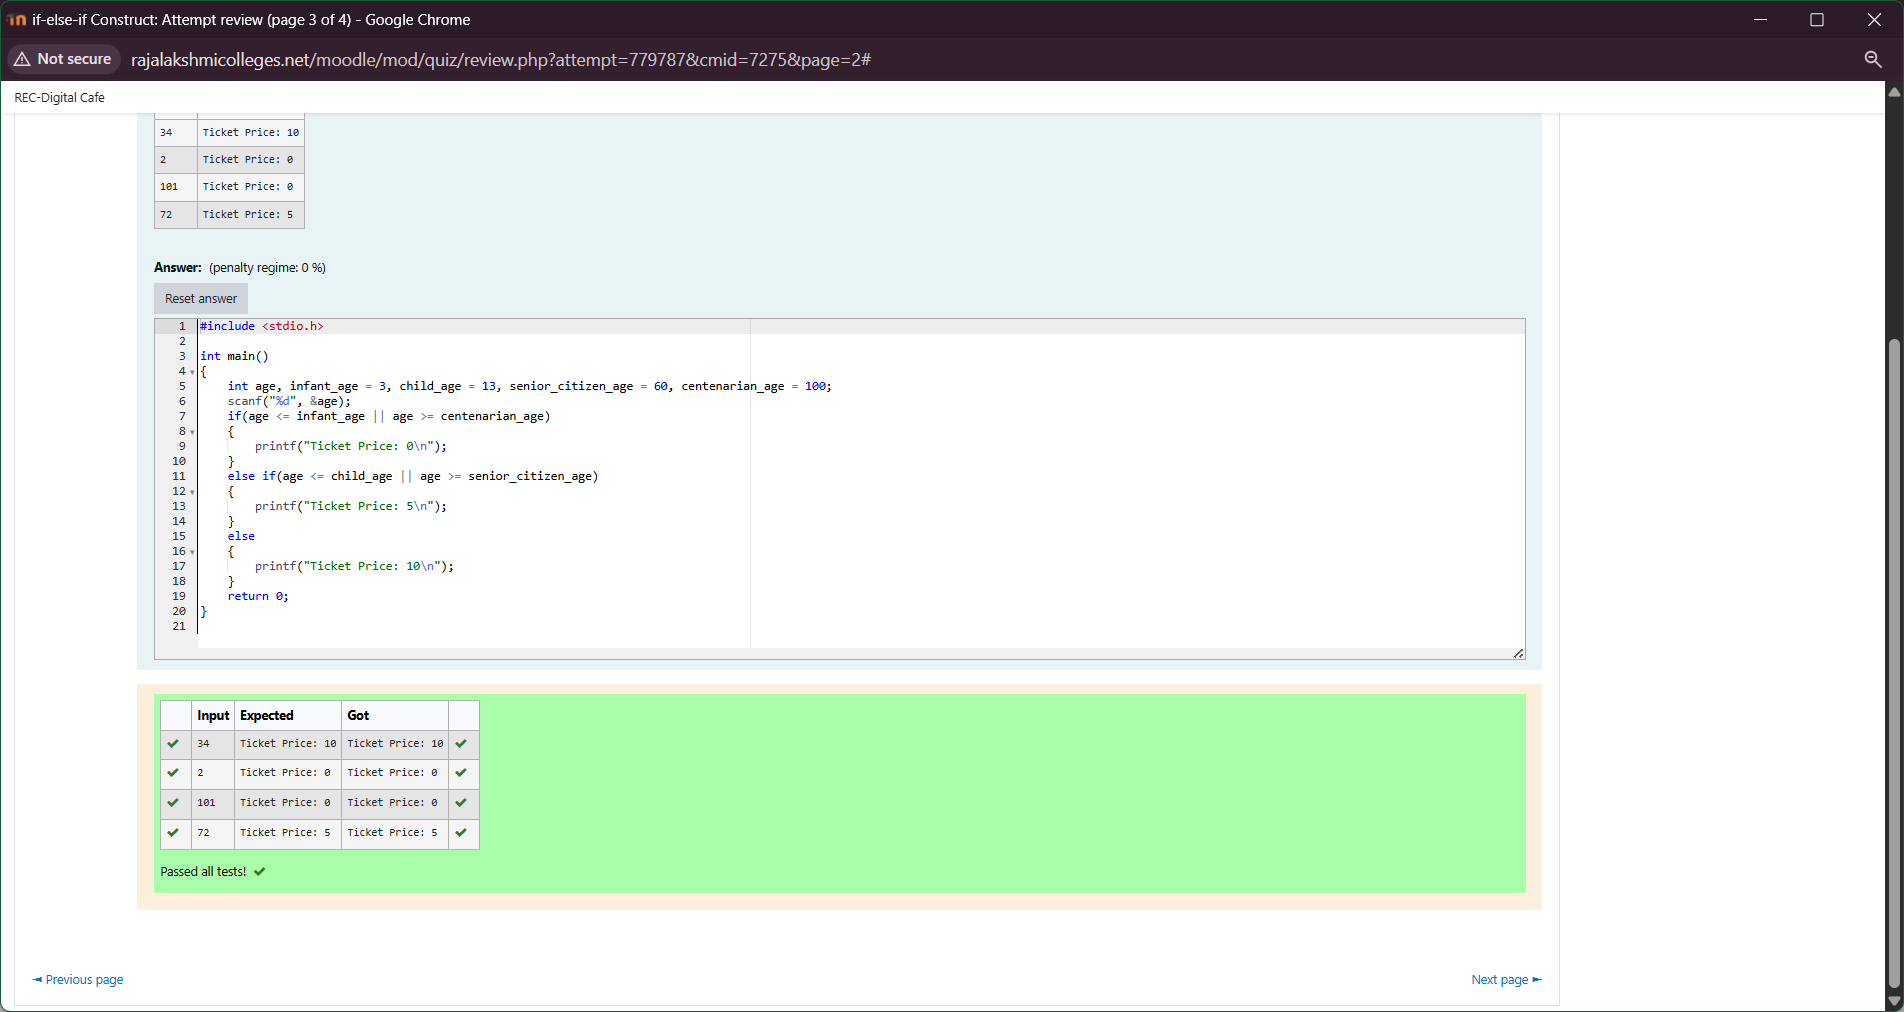 if-else-if Construct: Attempt review (page 3 of 4) - Google Chrome
Not secure rajalakshmicolleges.net/moodle/mod/quiz/review.php?attempt=779787&cmid=7275&page=2#
REC-Digital Cafe
34 Ticket Price: 10
2 Ticket Price: 0
101 Ticket Price: 0
72 Ticket Price: 5
Answer: (penalty regime: 0 %)
Reset answer
1 #include <stdio.h>
2
3 int main()
4 {
5     int age, infant_age = 3, child_age = 13, senior_citizen_age = 60, centenarian_age = 100;
6     scanf("%d", &age);
7     if(age <= infant_age || age >= centenarian_age)
8     {
9         printf("Ticket Price: 0\n");
10     }
11     else if(age <= child_age || age >= senior_citizen_age)
12     {
13         printf("Ticket Price: 5\n");
14     }
15     else
16     {
17         printf("Ticket Price: 10\n");
18     }
19     return 0;
20 }
21
Input Expected Got
34 Ticket Price: 10 Ticket Price: 10
2 Ticket Price: 0 Ticket Price: 0
101 Ticket Price: 0 Ticket Price: 0
72 Ticket Price: 5 Ticket Price: 5
Passed all tests!
Previous page
Next page